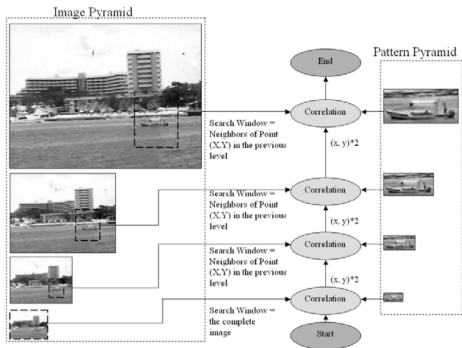 Image Pyramid
End
Pattern Pyramid
Correlation
Search Window =
Neighbors of Point
(X,Y) in the previous
level
(x, y)*2
Correlation
Search Window =
Neighbors of Point
(X,Y) in the previous
level
(x, y)*2
Correlation
Search Window =
Neighbors of Point
(X,Y) in the previous
level
(x, y)*2
Correlation
Search Window =
the complete
image
Start